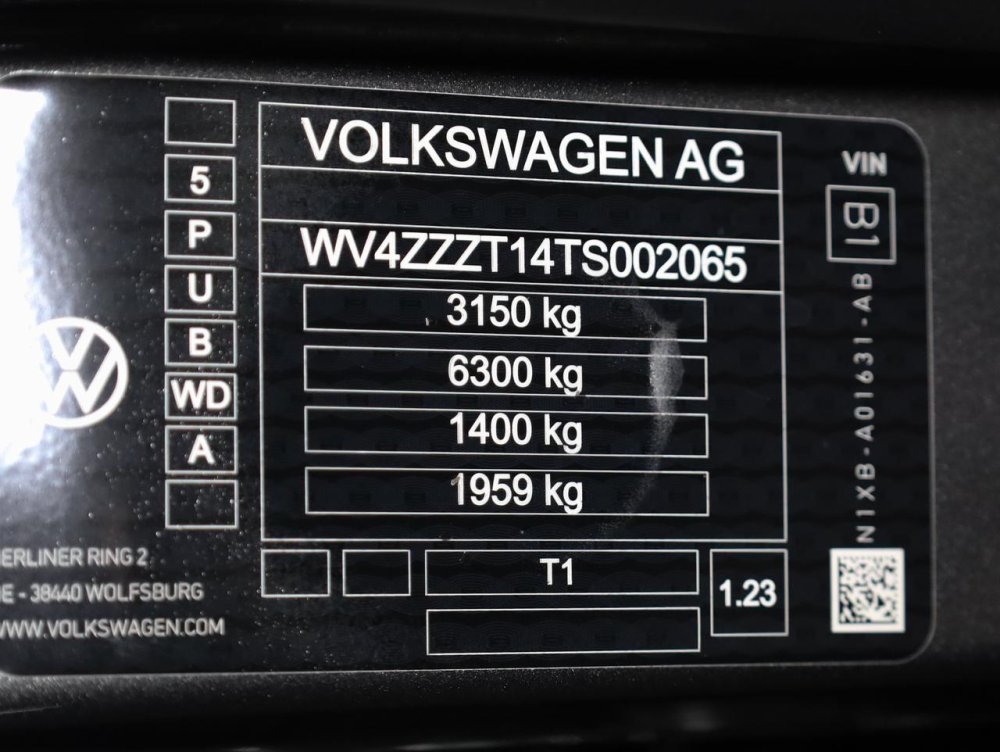 VOLKSWAGEN AG
WV4ZZZT14TS002065
3150 kg
6300 kg
1400 kg
1959 kg
T1
1.23
5
P
U
B
WD
A
RING 2
38440 WOLFSBURG
WWW.VOLKSWAGEN.COM
VIN
B1
N1XB-A01631-AB